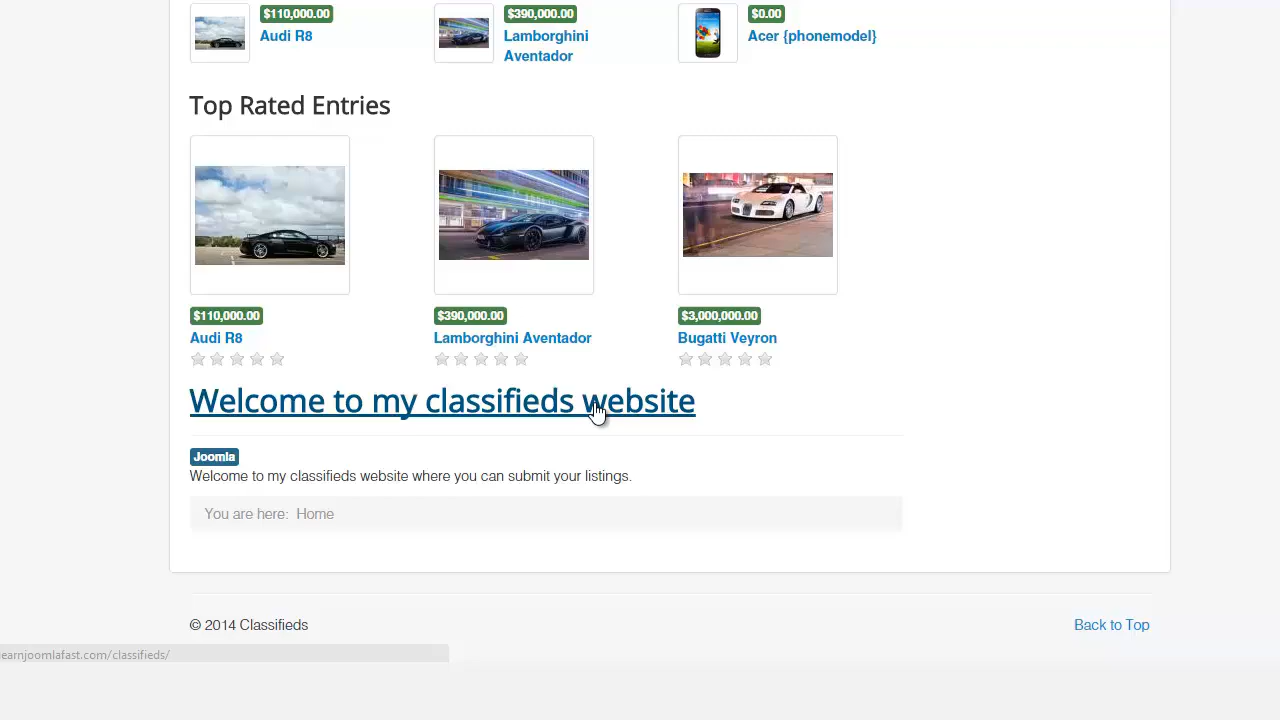 $110,000.00
Audi R8
$390,000.00
Lamborghini
Aventador
$0.00
Acer {phonemodel}
Top Rated Entries
$110,000.00
Audi R8
$390,000.00
Lamborghini Aventador
$3,000,000.00
Bugatti Veyron
Welcome to my classifieds website
Joomla
Welcome to my classifieds website where you can submit your listings.
You are here: Home
© 2014 Classifieds
Back to Top
earnjoomlafast.com/classifieds/